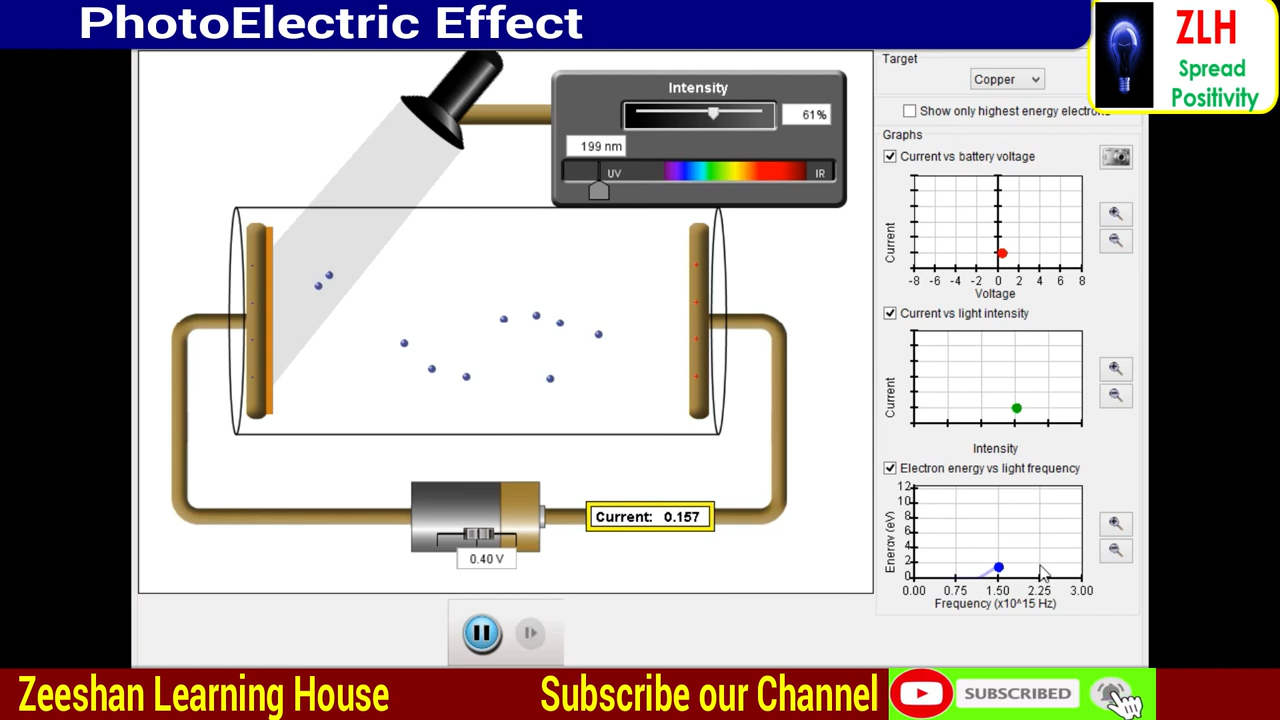 PhotoElectric Effect
ZLH
Spread
Positivity
Intensity
61%
199 nm
UV
IR
Target
Copper
Show only highest energy electrons
Graphs
Current vs battery voltage
Current
-8 -6 -4 -2 0 2 4 6 8
Voltage
Current vs light intensity
Current
Intensity
Electron energy vs light frequency
Energy (eV)
12
10
8
6
4
2
0
0.00 0.75 1.50 2.25 3.00
Frequency (x10^15 Hz)
Current: 0.157
0.40 V
Zeeshan Learning House
Subscribe our Channel
SUBSCRIBED